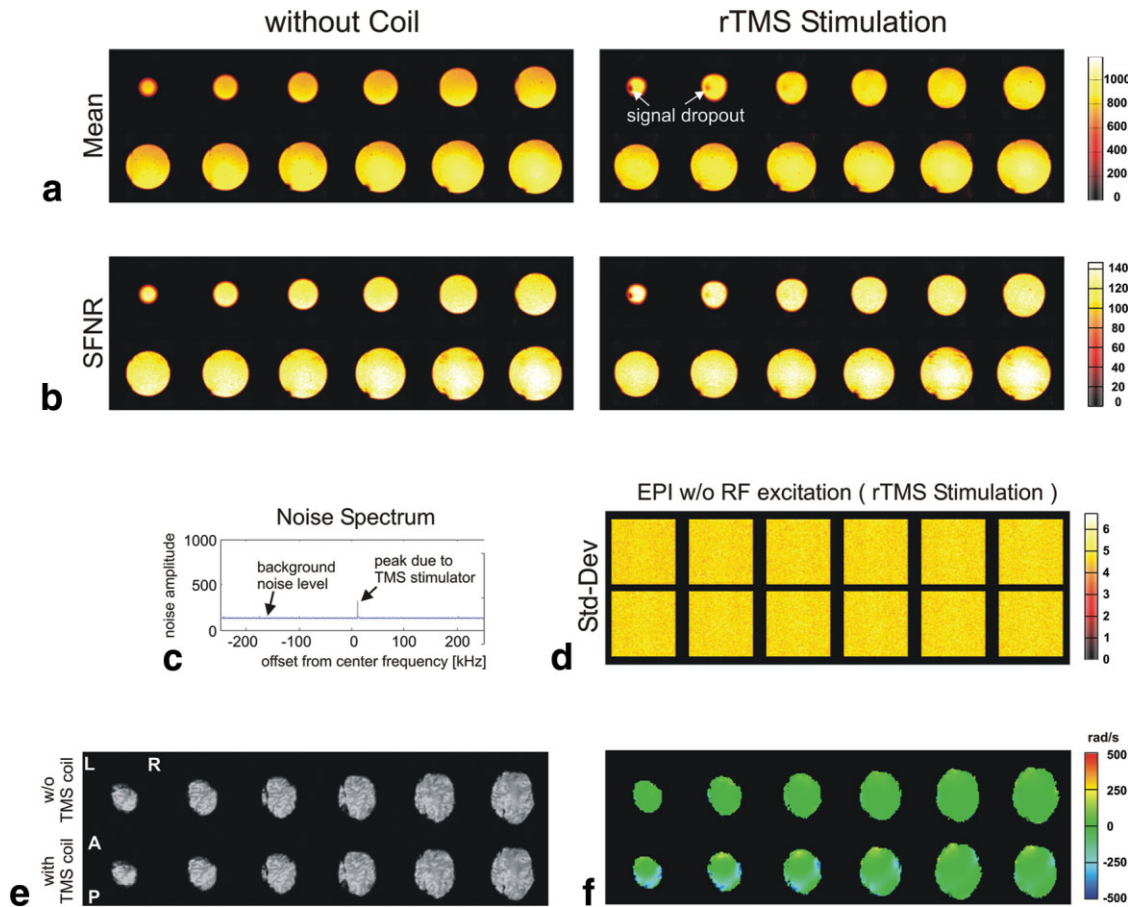 without Coil
rTMS Stimulation
Mean
signal dropout
1000
800
600
400
200
0
a
SFNR
140
120
100
80
60
40
20
0
b
Noise Spectrum
noise amplitude
1000
500
0
background
noise level
peak due to
TMS stimulator
-200
-100
0
100
200
offset from center frequency [kHz]
c
EPI w/o RF excitation ( rTMS Stimulation )
Std-Dev
6
5
4
3
2
1
0
d
w/o
TMS coil
with
TMS coil
L
R
A
P
e
rad/s
500
250
0
-250
-500
f